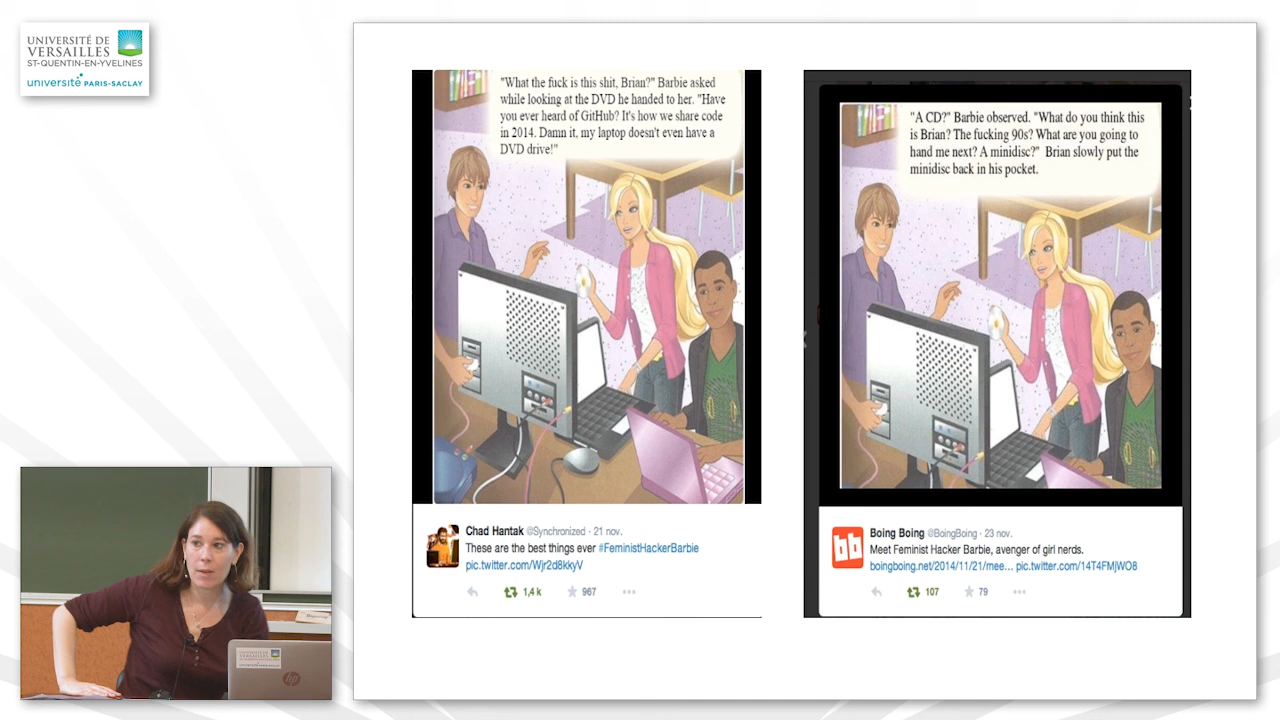 UNIVERSITÉ DE
VERSAILLES
ST-QUENTIN-EN-YVELINES
université PARIS-SACLAY
"What the fuck is this shit, Brian?" Barbie asked
while looking at the DVD he handed to her. "Have
you ever heard of GitHub? It's how we share code
in 2014. Damn it, my laptop doesn't even have a
DVD drive!"
Chad Hantak @Synchronized · 21 nov.
These are the best things ever #FeministHackerBarbie
pic.twitter.com/Wjr2d8kkyV
1,4 k 967
"A CD?" Barbie observed. "What do you think this
is Brian? The fucking 90s? What are you going to
hand me next? A minidisc?" Brian slowly put the
minidisc back in his pocket.
bb
Boing Boing @BoingBoing · 23 nov.
Meet Feminist Hacker Barbie, avenger of girl nerds.
boingboing.net/2014/11/21/mee... pic.twitter.com/14T4FMjWO8
107 79
hp